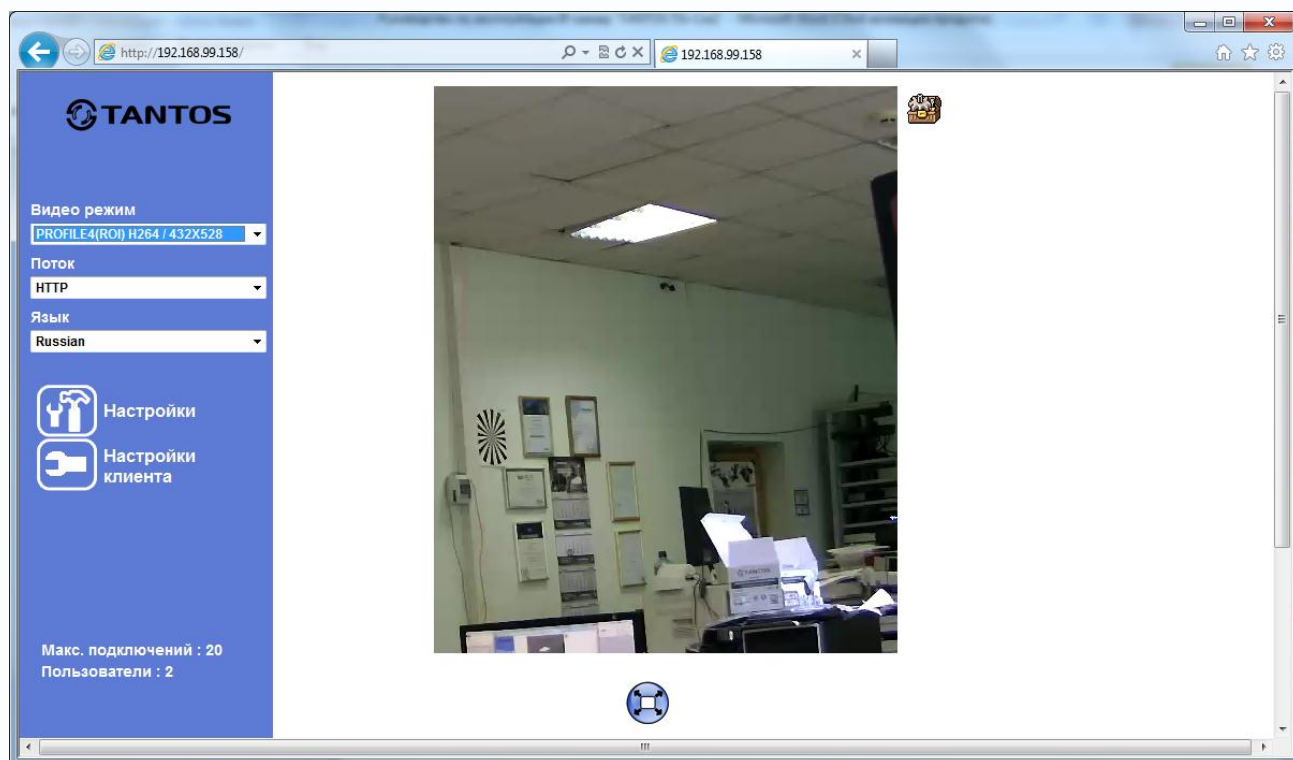 http://192.168.99.158/
192.168.99.158
TANTOS
Видео режим
PROFILE4(ROI) H264 / 432X528
Поток
HTTP
Язык
Russian
Настройки
Настройки
клиента
TANTOS
Макс. подключений : 20
Пользователи : 2